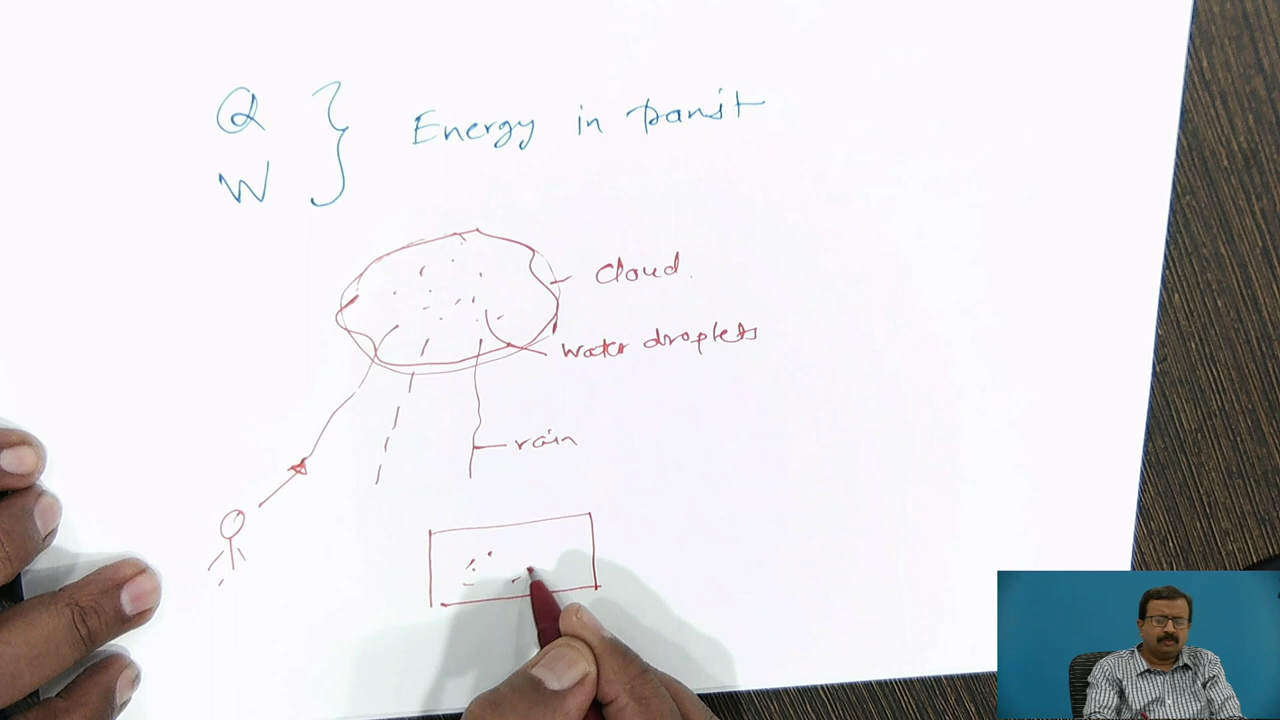 Q
W
Energy in transit
Cloud.
Water droplets
rain